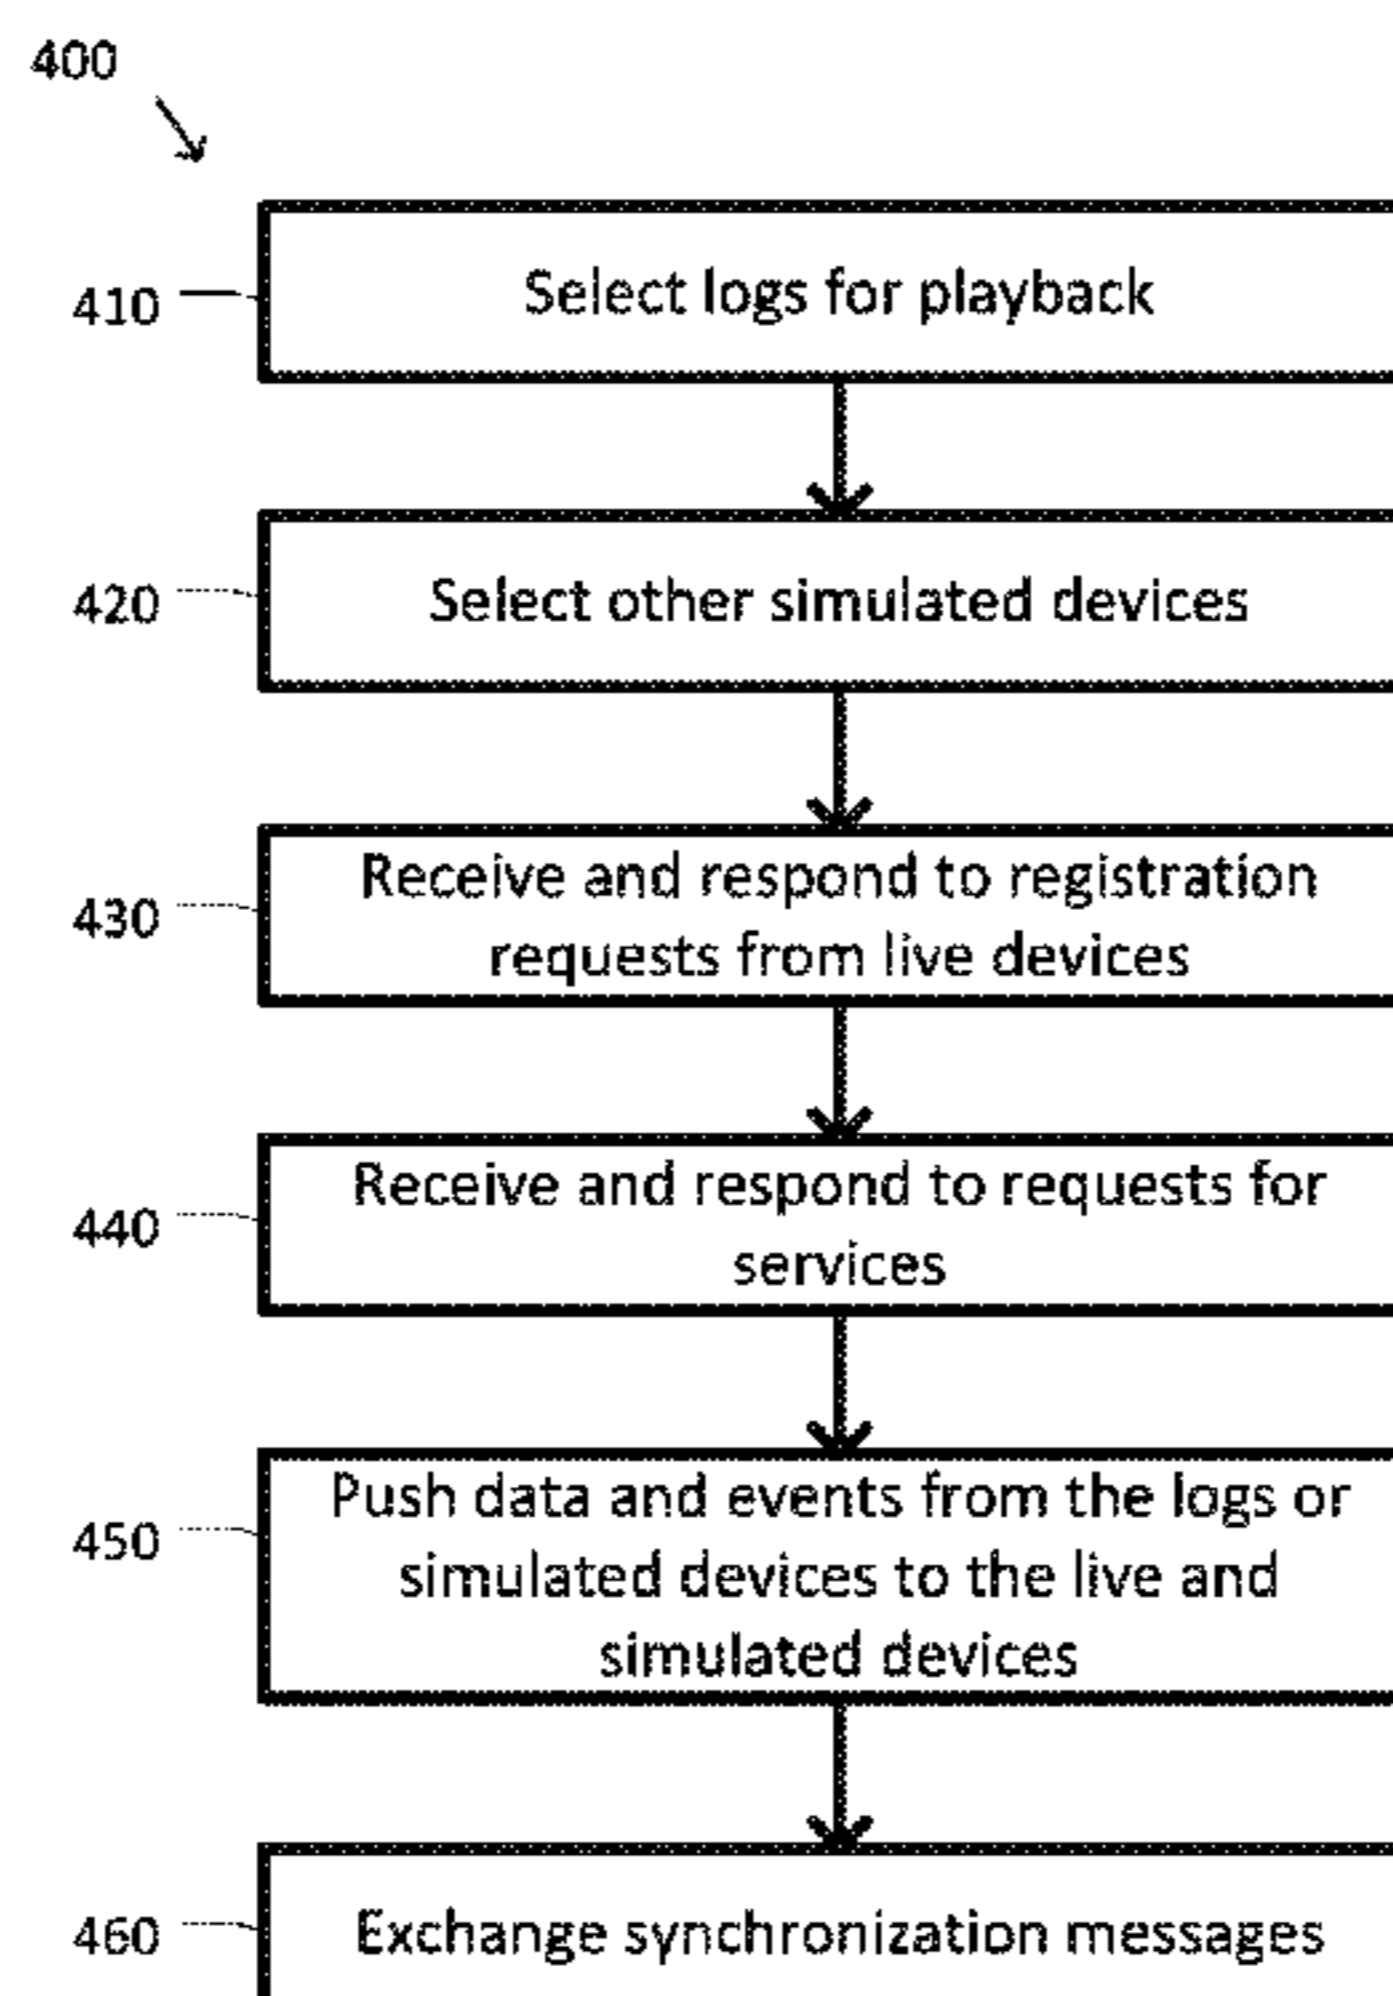 400
410
Select logs for playback
420
Select other simulated devices
430
Receive and respond to registration
requests from live devices
440
Receive and respond to requests for
services
450
Push data and events from the logs or
simulated devices to the live and
simulated devices
460
Exchange synchronization messages